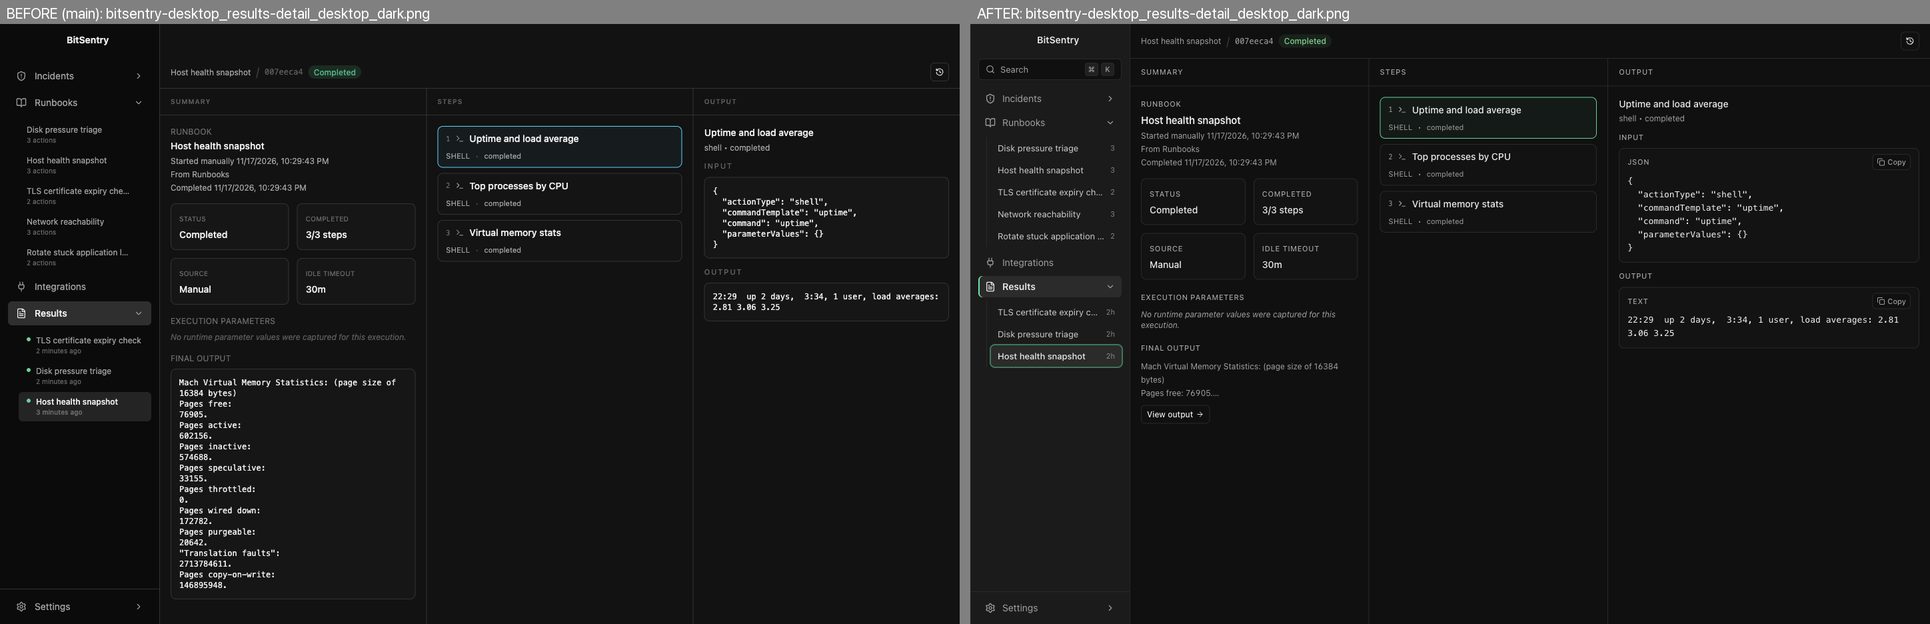 BEFORE (main): bitsentry-desktop_results-detail_desktop_dark.png
BitSentry
Incidents
Runbooks
Disk pressure triage
3 actions
Host health snapshot
3 actions
TLS certificate expiry che...
2 actions
Network reachability
3 actions
Rotate stuck application l...
2 actions
Integrations
Results
TLS certificate expiry check
2 minutes ago
Disk pressure triage
2 minutes ago
Host health snapshot
3 minutes ago
Settings
Host health snapshot / 007eeca4 Completed
SUMMARY
RUNBOOK
Host health snapshot
Started manually 11/17/2026, 10:29:43 PM
From Runbooks
Completed 11/17/2026, 10:29:43 PM
STATUS
Completed
COMPLETED
3/3 steps
SOURCE
Manual
IDLE TIMEOUT
30m
EXECUTION PARAMETERS
No runtime parameter values were captured for this execution.
FINAL OUTPUT
Mach Virtual Memory Statistics: (page size of
16384 bytes)
Pages free:
76905.
Pages active:
602156.
Pages inactive:
574688.
Pages speculative:
33155.
Pages throttled:
0.
Pages wired down:
172782.
Pages purgeable:
20642.
"Translation faults":
2713784611.
Pages copy-on-write:
146895948.
STEPS
1 >_ Uptime and load average
SHELL · completed
2 >_ Top processes by CPU
SHELL · completed
3 >_ Virtual memory stats
SHELL · completed
OUTPUT
Uptime and load average
shell • completed
INPUT
{
"actionType": "shell",
"commandTemplate": "uptime",
"command": "uptime",
"parameterValues": {}
}
OUTPUT
22:29 up 2 days, 3:34, 1 user, load averages:
2.81 3.06 3.25
AFTER: bitsentry-desktop_results-detail_desktop_dark.png
BitSentry
Search ⌘ K
Incidents
Runbooks
Disk pressure triage 3
Host health snapshot 3
TLS certificate expiry ch... 2
Network reachability 3
Rotate stuck application ... 2
Integrations
Results
TLS certificate expiry c... 2h
Disk pressure triage 2h
Host health snapshot 2h
Settings
Host health snapshot / 007eeca4 Completed
SUMMARY
RUNBOOK
Host health snapshot
Started manually 11/17/2026, 10:29:43 PM
From Runbooks
Completed 11/17/2026, 10:29:43 PM
STATUS
Completed
COMPLETED
3/3 steps
SOURCE
Manual
IDLE TIMEOUT
30m
EXECUTION PARAMETERS
No runtime parameter values were captured for this
execution.
FINAL OUTPUT
Mach Virtual Memory Statistics: (page size of 16384
bytes)
Pages free: 76905....
View output →
STEPS
1 >_ Uptime and load average
SHELL • completed
2 >_ Top processes by CPU
SHELL • completed
3 >_ Virtual memory stats
SHELL • completed
OUTPUT
Uptime and load average
shell • completed
INPUT
JSON Copy
{
"actionType": "shell",
"commandTemplate": "uptime",
"command": "uptime",
"parameterValues": {}
}
OUTPUT
TEXT Copy
22:29 up 2 days, 3:34, 1 user, load averages: 2.81
3.06 3.25